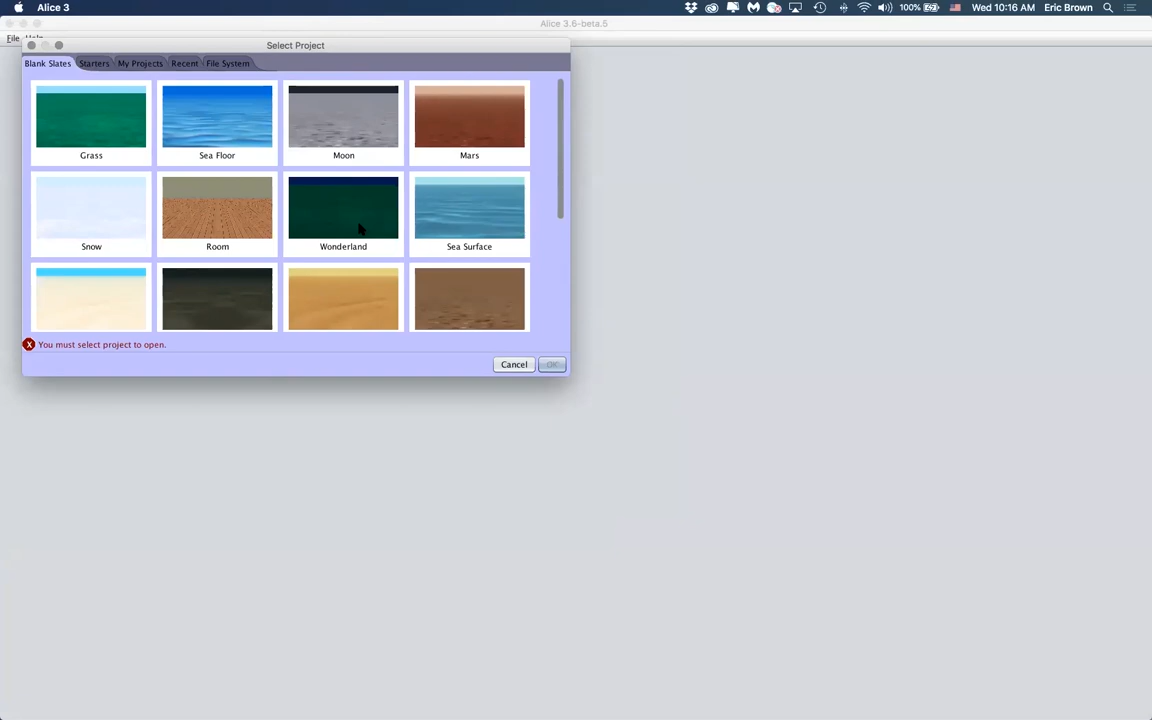 Alice 3
100%
Wed 10:16 AM
Eric Brown
Alice 3.6-beta.5
File Help
Select Project
Blank Slates Starters My Projects Recent File System
Grass Sea Floor Moon Mars
Snow Room Wonderland Sea Surface
X You must select project to open.
Cancel OK